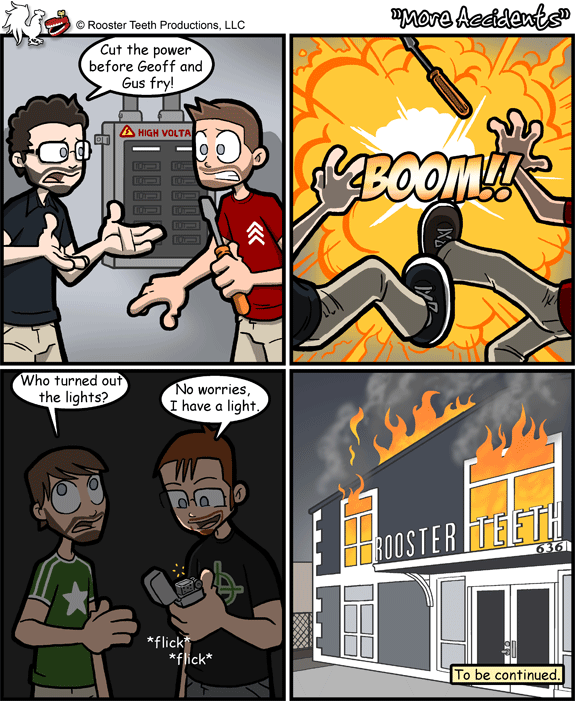 © Rooster Teeth Productions, LLC
"More Accidents"
Cut the power
before Geoff and
Gus fry!
HIGH VOLTA
BOOM!!
Who turned out
the lights?
No worries,
I have a light.
*flick*
*flick*
ROOSTER TEETH
636
To be continued.